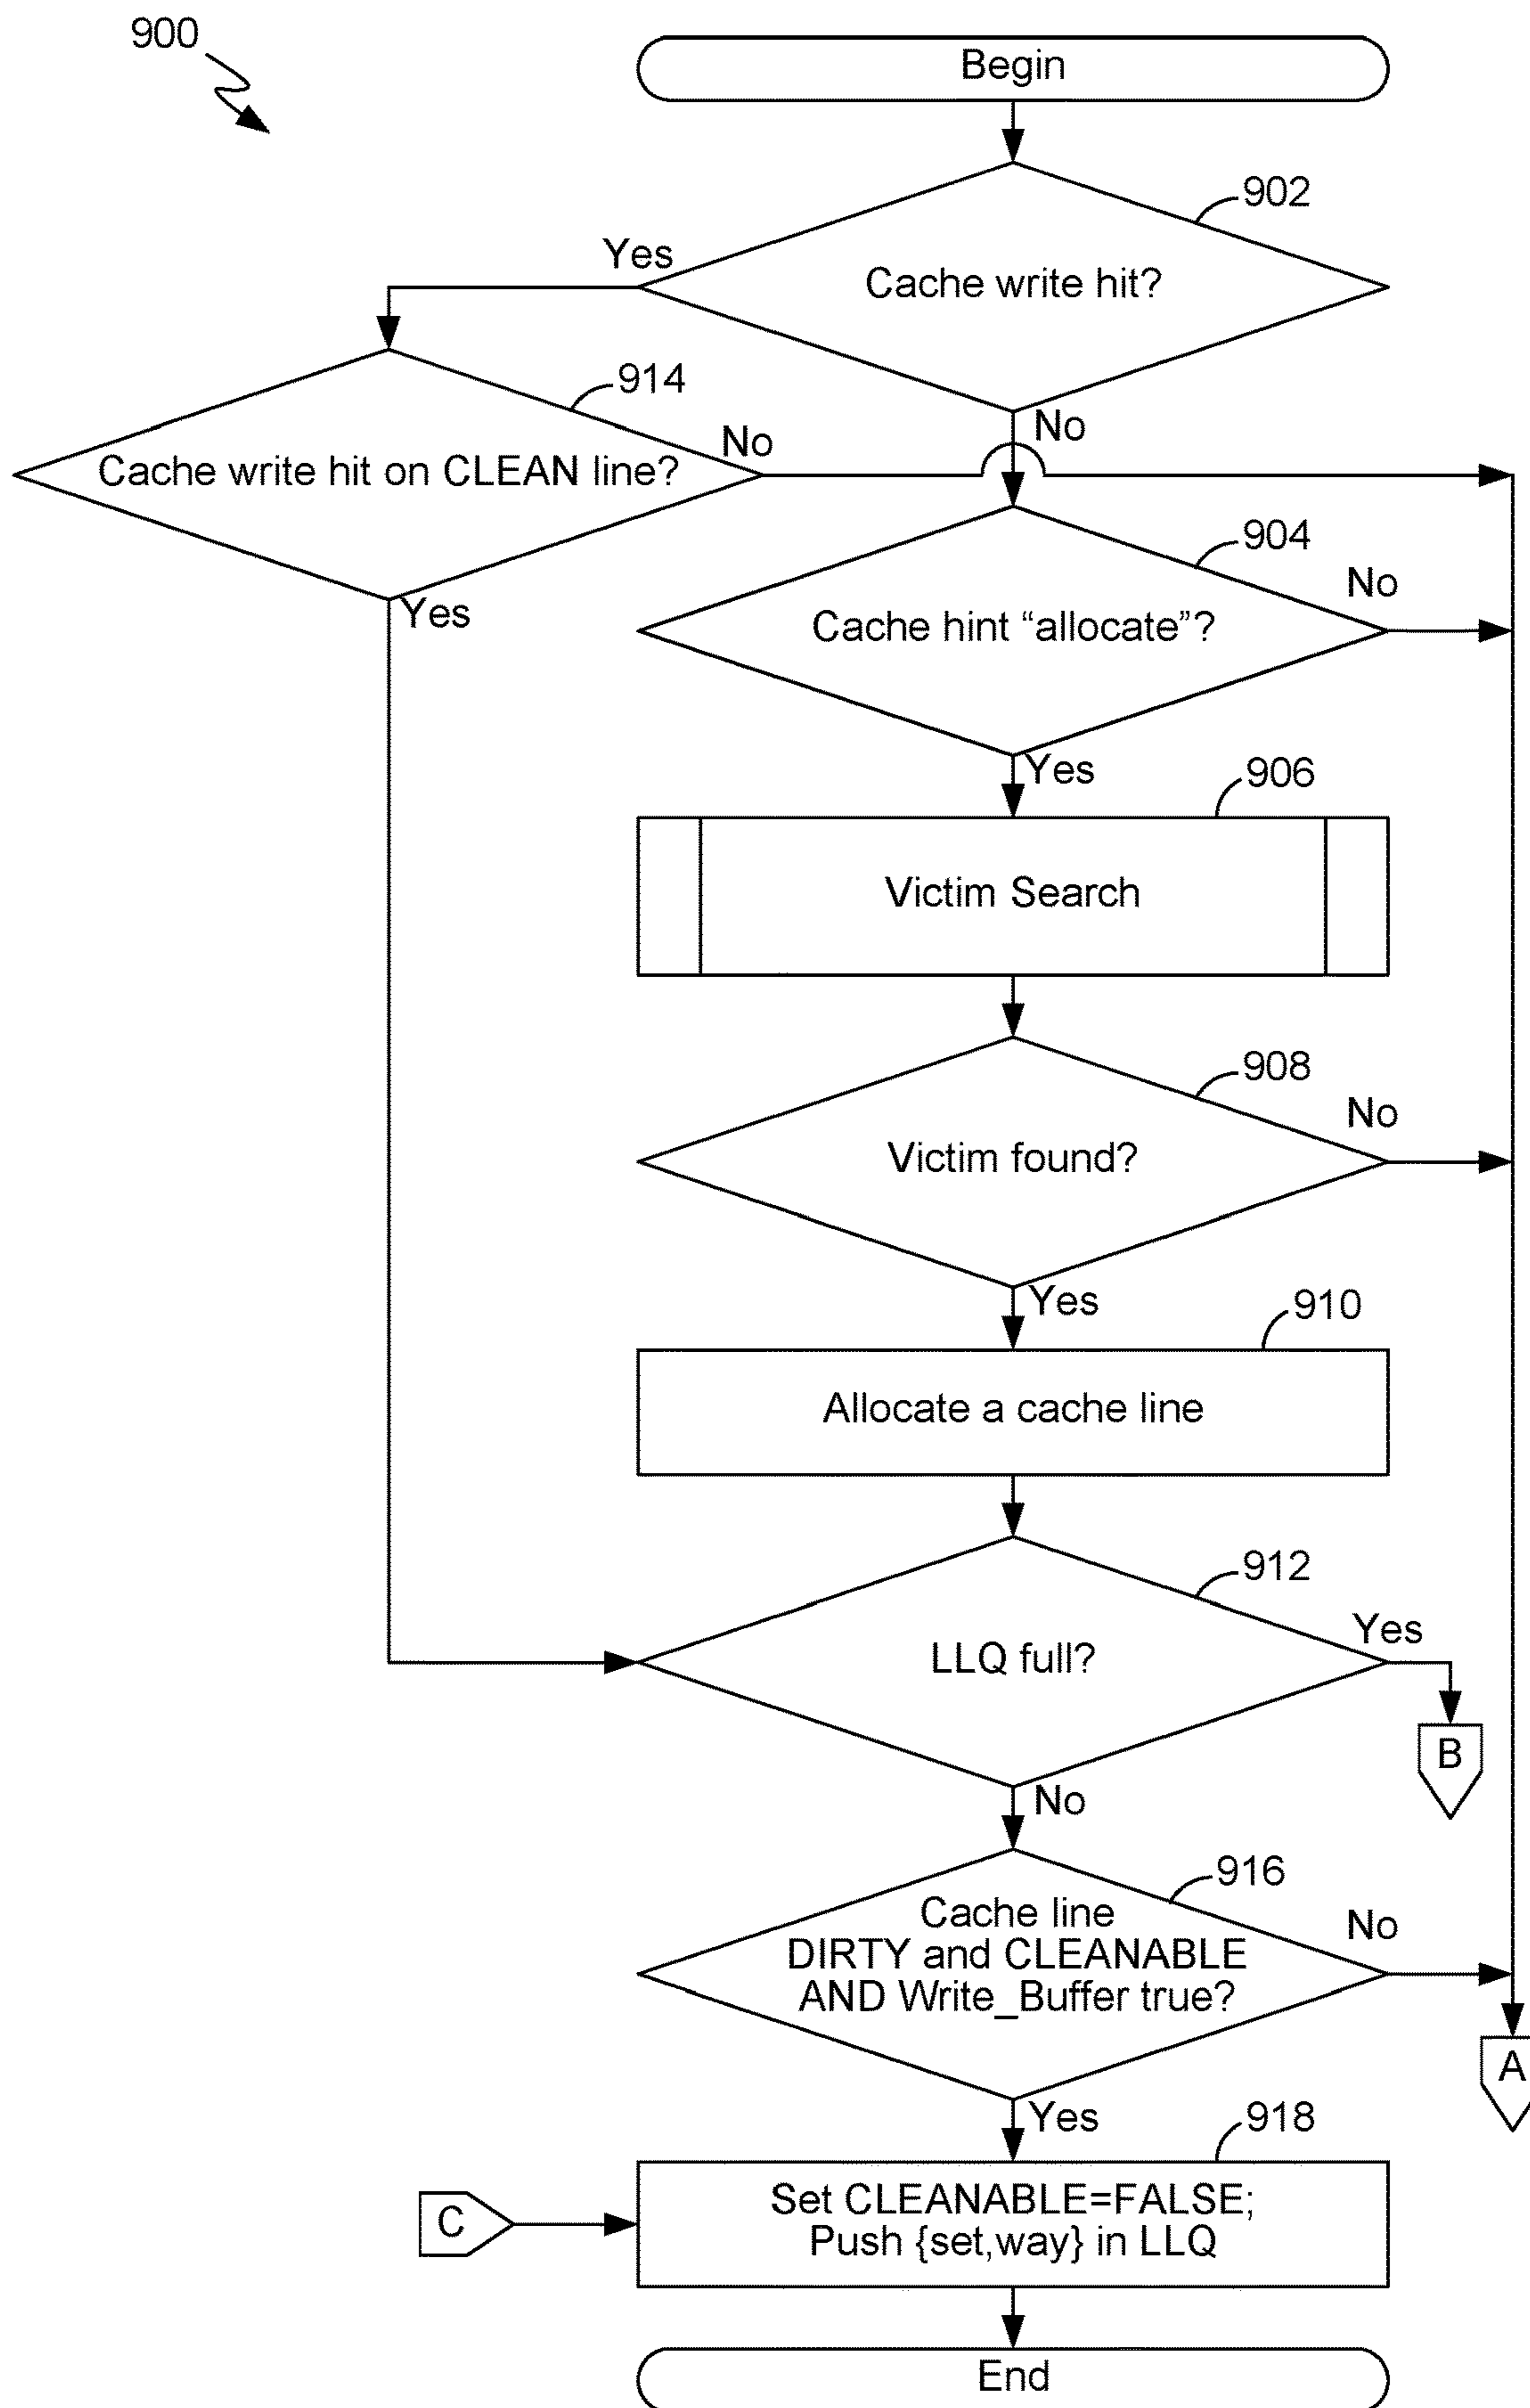 900
Begin
902
Yes
Cache write hit?
914
No
No
Cache write hit on CLEAN line?
904
No
Yes
Cache hint “allocate”?
Yes
906
Victim Search
908
No
Victim found?
Yes
910
Allocate a cache line
912
Yes
LLQ full?
B
No
916
Cache line
DIRTY and CLEANABLE
AND Write_Buffer true?
No
A
Yes
918
Set CLEANABLE=FALSE;
Push {set,way} in LLQ
C
End